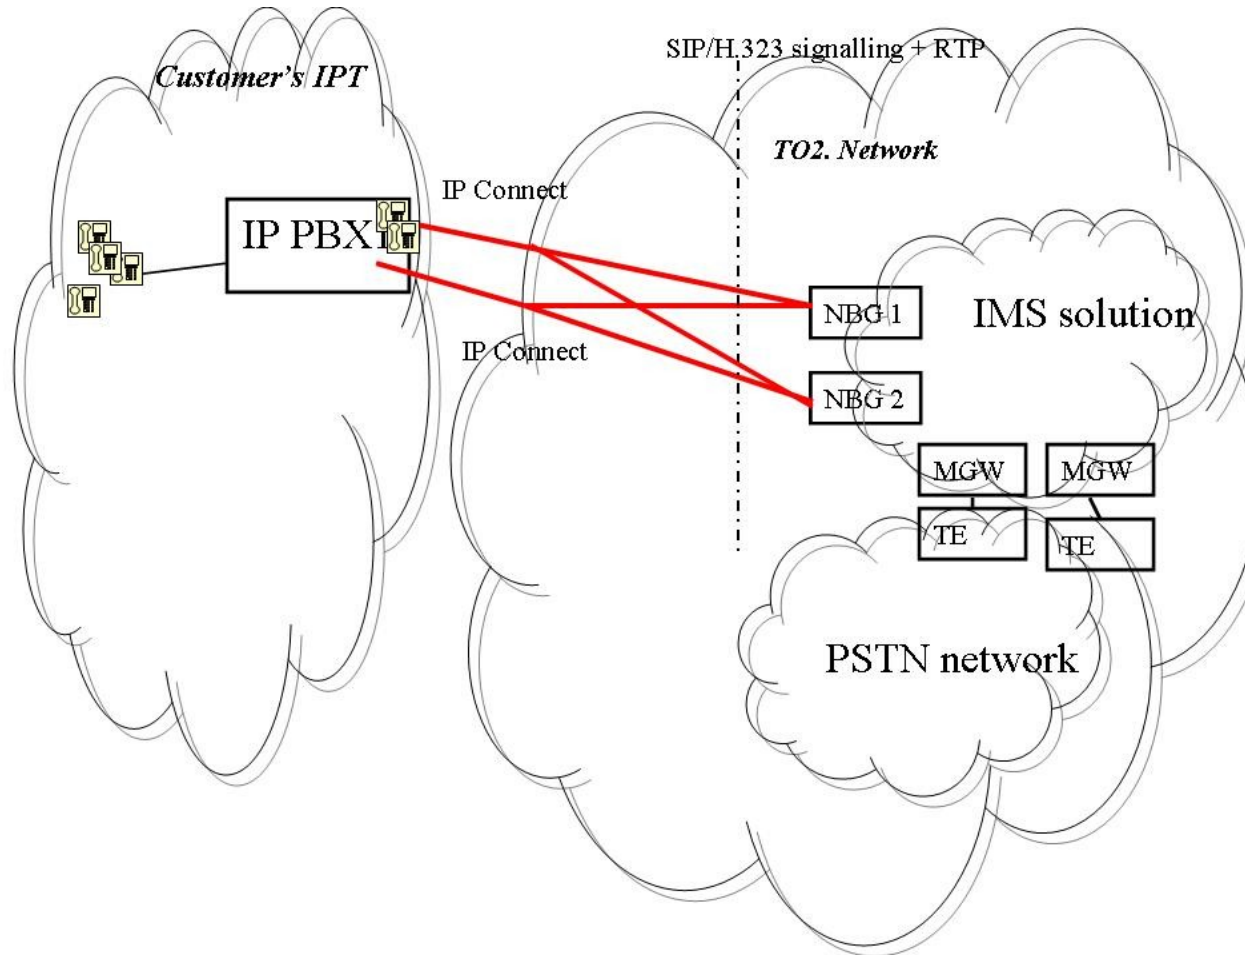 SIP/H.323 signalling + RTP
Customer's IPT
TO2. Network
IP Connect
IP PBX1
NBG 1
IMS solution
IP Connect
NBG 2
MGW
MGW
TE
TE
PSTN network